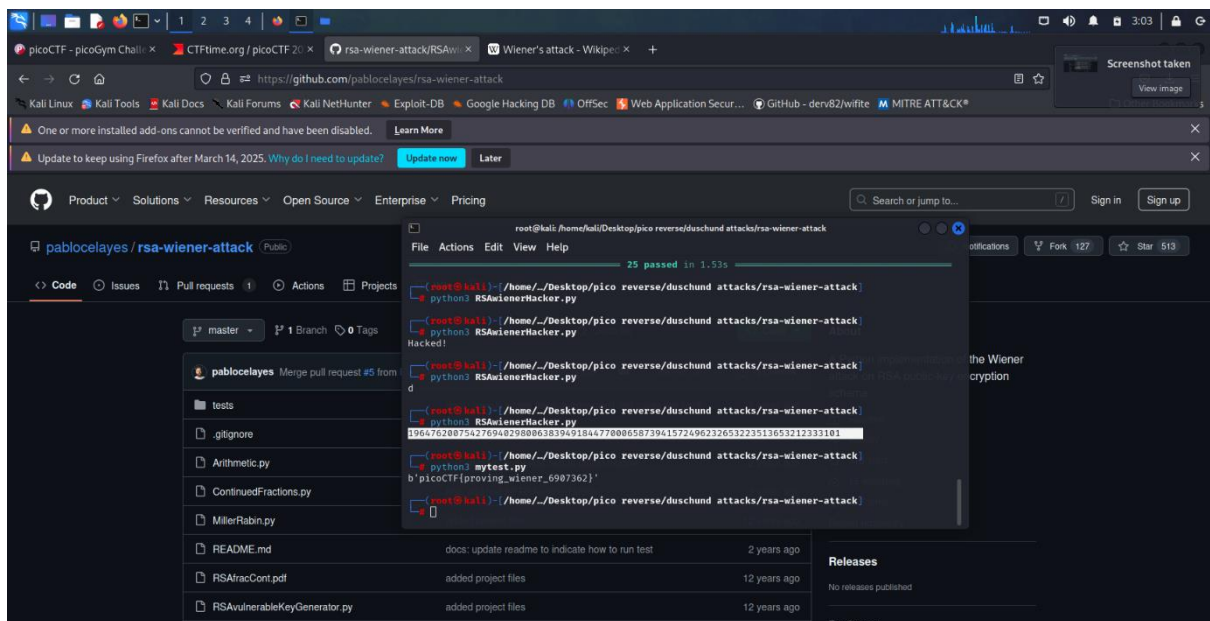 1 2 3 4
3:03
picoCTF - picoGym Challe
CTFtime.org / picoCTF 20
rsa-wiener-attack/RSAwi
Wiener's attack - Wikiped
Screenshot taken
View image
https://github.com/pablocelayes/rsa-wiener-attack
Kali Linux Kali Tools Kali Docs Kali Forums Kali NetHunter Exploit-DB Google Hacking DB OffSec Web Application Secur... GitHub - derv82/wifite MITRE ATT&CK®
One or more installed add-ons cannot be verified and have been disabled. Learn More
Update to keep using Firefox after March 14, 2025. Why do I need to update? Update now Later
Product Solutions Resources Open Source Enterprise Pricing
Search or jump to...
Sign in
Sign up
pablocelayes / rsa-wiener-attack Public
otifications
Fork 127
Star 513
Code Issues Pull requests 1 Actions Projects
master 1 Branch 0 Tags
pablocelayes Merge pull request #5 from
tests
.gitignore
Arithmetic.py
ContinuedFractions.py
MillerRabin.py
README.md docs: update readme to indicate how to run test 2 years ago
RSAfracCont.pdf added project files 12 years ago
RSAvulnerableKeyGenerator.py added project files 12 years ago
root@kali: /home/kali/Desktop/pico reverse/duschund attacks/rsa-wiener-attack
File Actions Edit View Help
25 passed in 1.53s
(root㉿kali)-[/home/…/Desktop/pico reverse/duschund attacks/rsa-wiener-attack]
# python3 RSAwienerHacker.py
(root㉿kali)-[/home/…/Desktop/pico reverse/duschund attacks/rsa-wiener-attack]
# python3 RSAwienerHacker.py
Hacked!
(root㉿kali)-[/home/…/Desktop/pico reverse/duschund attacks/rsa-wiener-attack]
# python3 RSAwienerHacker.py
d
(root㉿kali)-[/home/…/Desktop/pico reverse/duschund attacks/rsa-wiener-attack]
# python3 RSAwienerHacker.py
1964762007542769402980063839491844770006587394157249623265322351365321233​3101
(root㉿kali)-[/home/…/Desktop/pico reverse/duschund attacks/rsa-wiener-attack]
# python3 mytest.py
b'picoCTF{proving_wiener_6907362}'
(root㉿kali)-[/home/…/Desktop/pico reverse/duschund attacks/rsa-wiener-attack]
#
the Wiener
cryption
Releases
No releases published